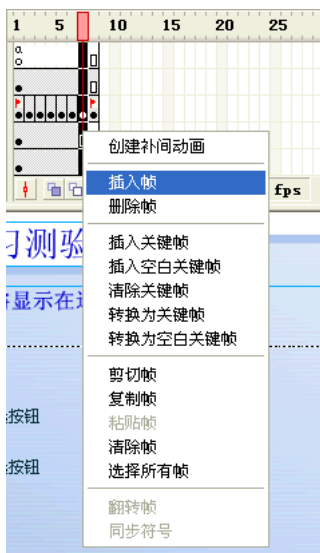 1 5 10 15 20 25
a
创建补间动画
插入帧
删除帧
fps
插入关键帧
插入空白关键帧
清除关键帧
转换为关键帧
转换为空白关键帧
习测验
显示在
剪切帧
复制帧
按钮
粘贴帧
清除帧
按钮
选择所有帧
翻转帧
同步符号